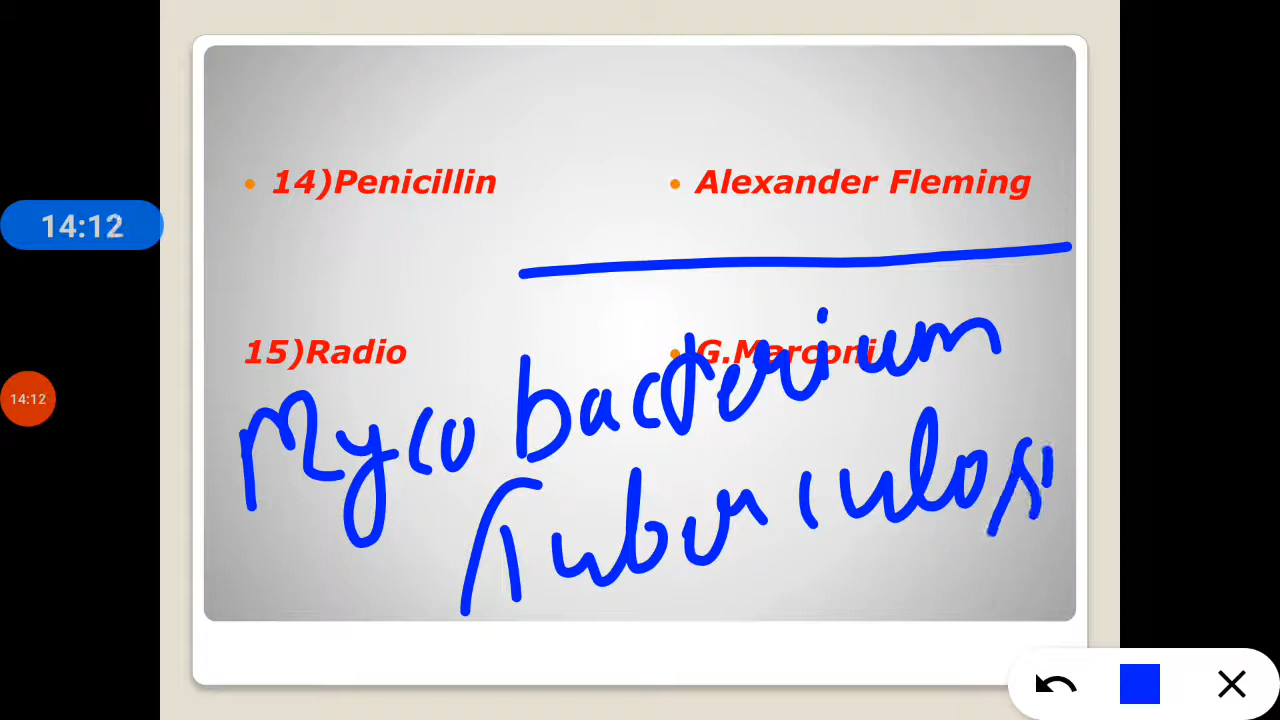 14)Penicillin
Alexander Fleming
14:12
15)Radio
G.Marconi
14:12
Myco bacterium
Tuberculosi